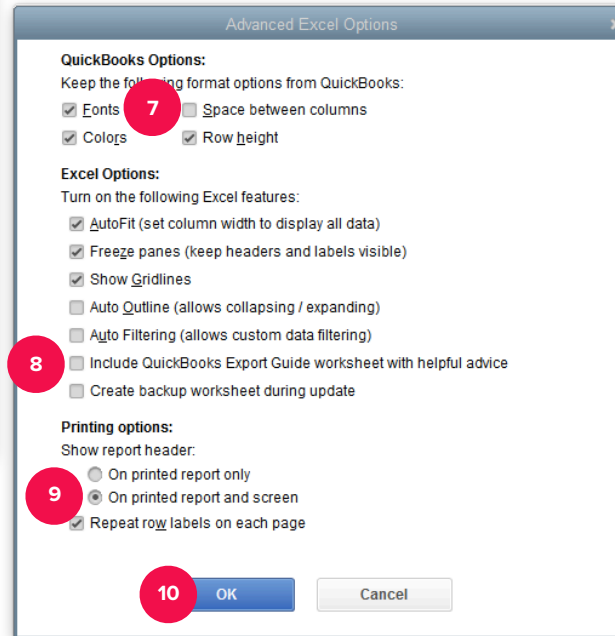 Advanced Excel Options
QuickBooks Options:
Keep the following format options from QuickBooks:
Fonts 7 Space between columns
Colors Row height
Excel Options:
Turn on the following Excel features:
AutoFit (set column width to display all data)
Freeze panes (keep headers and labels visible)
Show Gridlines
Auto Outline (allows collapsing / expanding)
Auto Filtering (allows custom data filtering)
8 Include QuickBooks Export Guide worksheet with helpful advice
Create backup worksheet during update
Printing options:
Show report header:
On printed report only
9 On printed report and screen
Repeat row labels on each page
10 OK Cancel